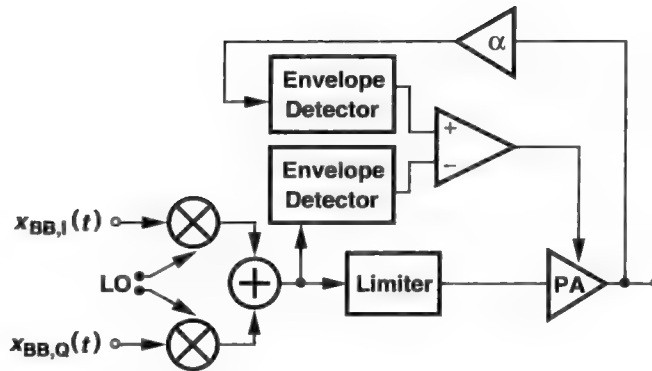 α
Envelope
Detector
+
−
Envelope
Detector
x_BB,I(t)
LO
+
Limiter
PA
x_BB,Q(t)